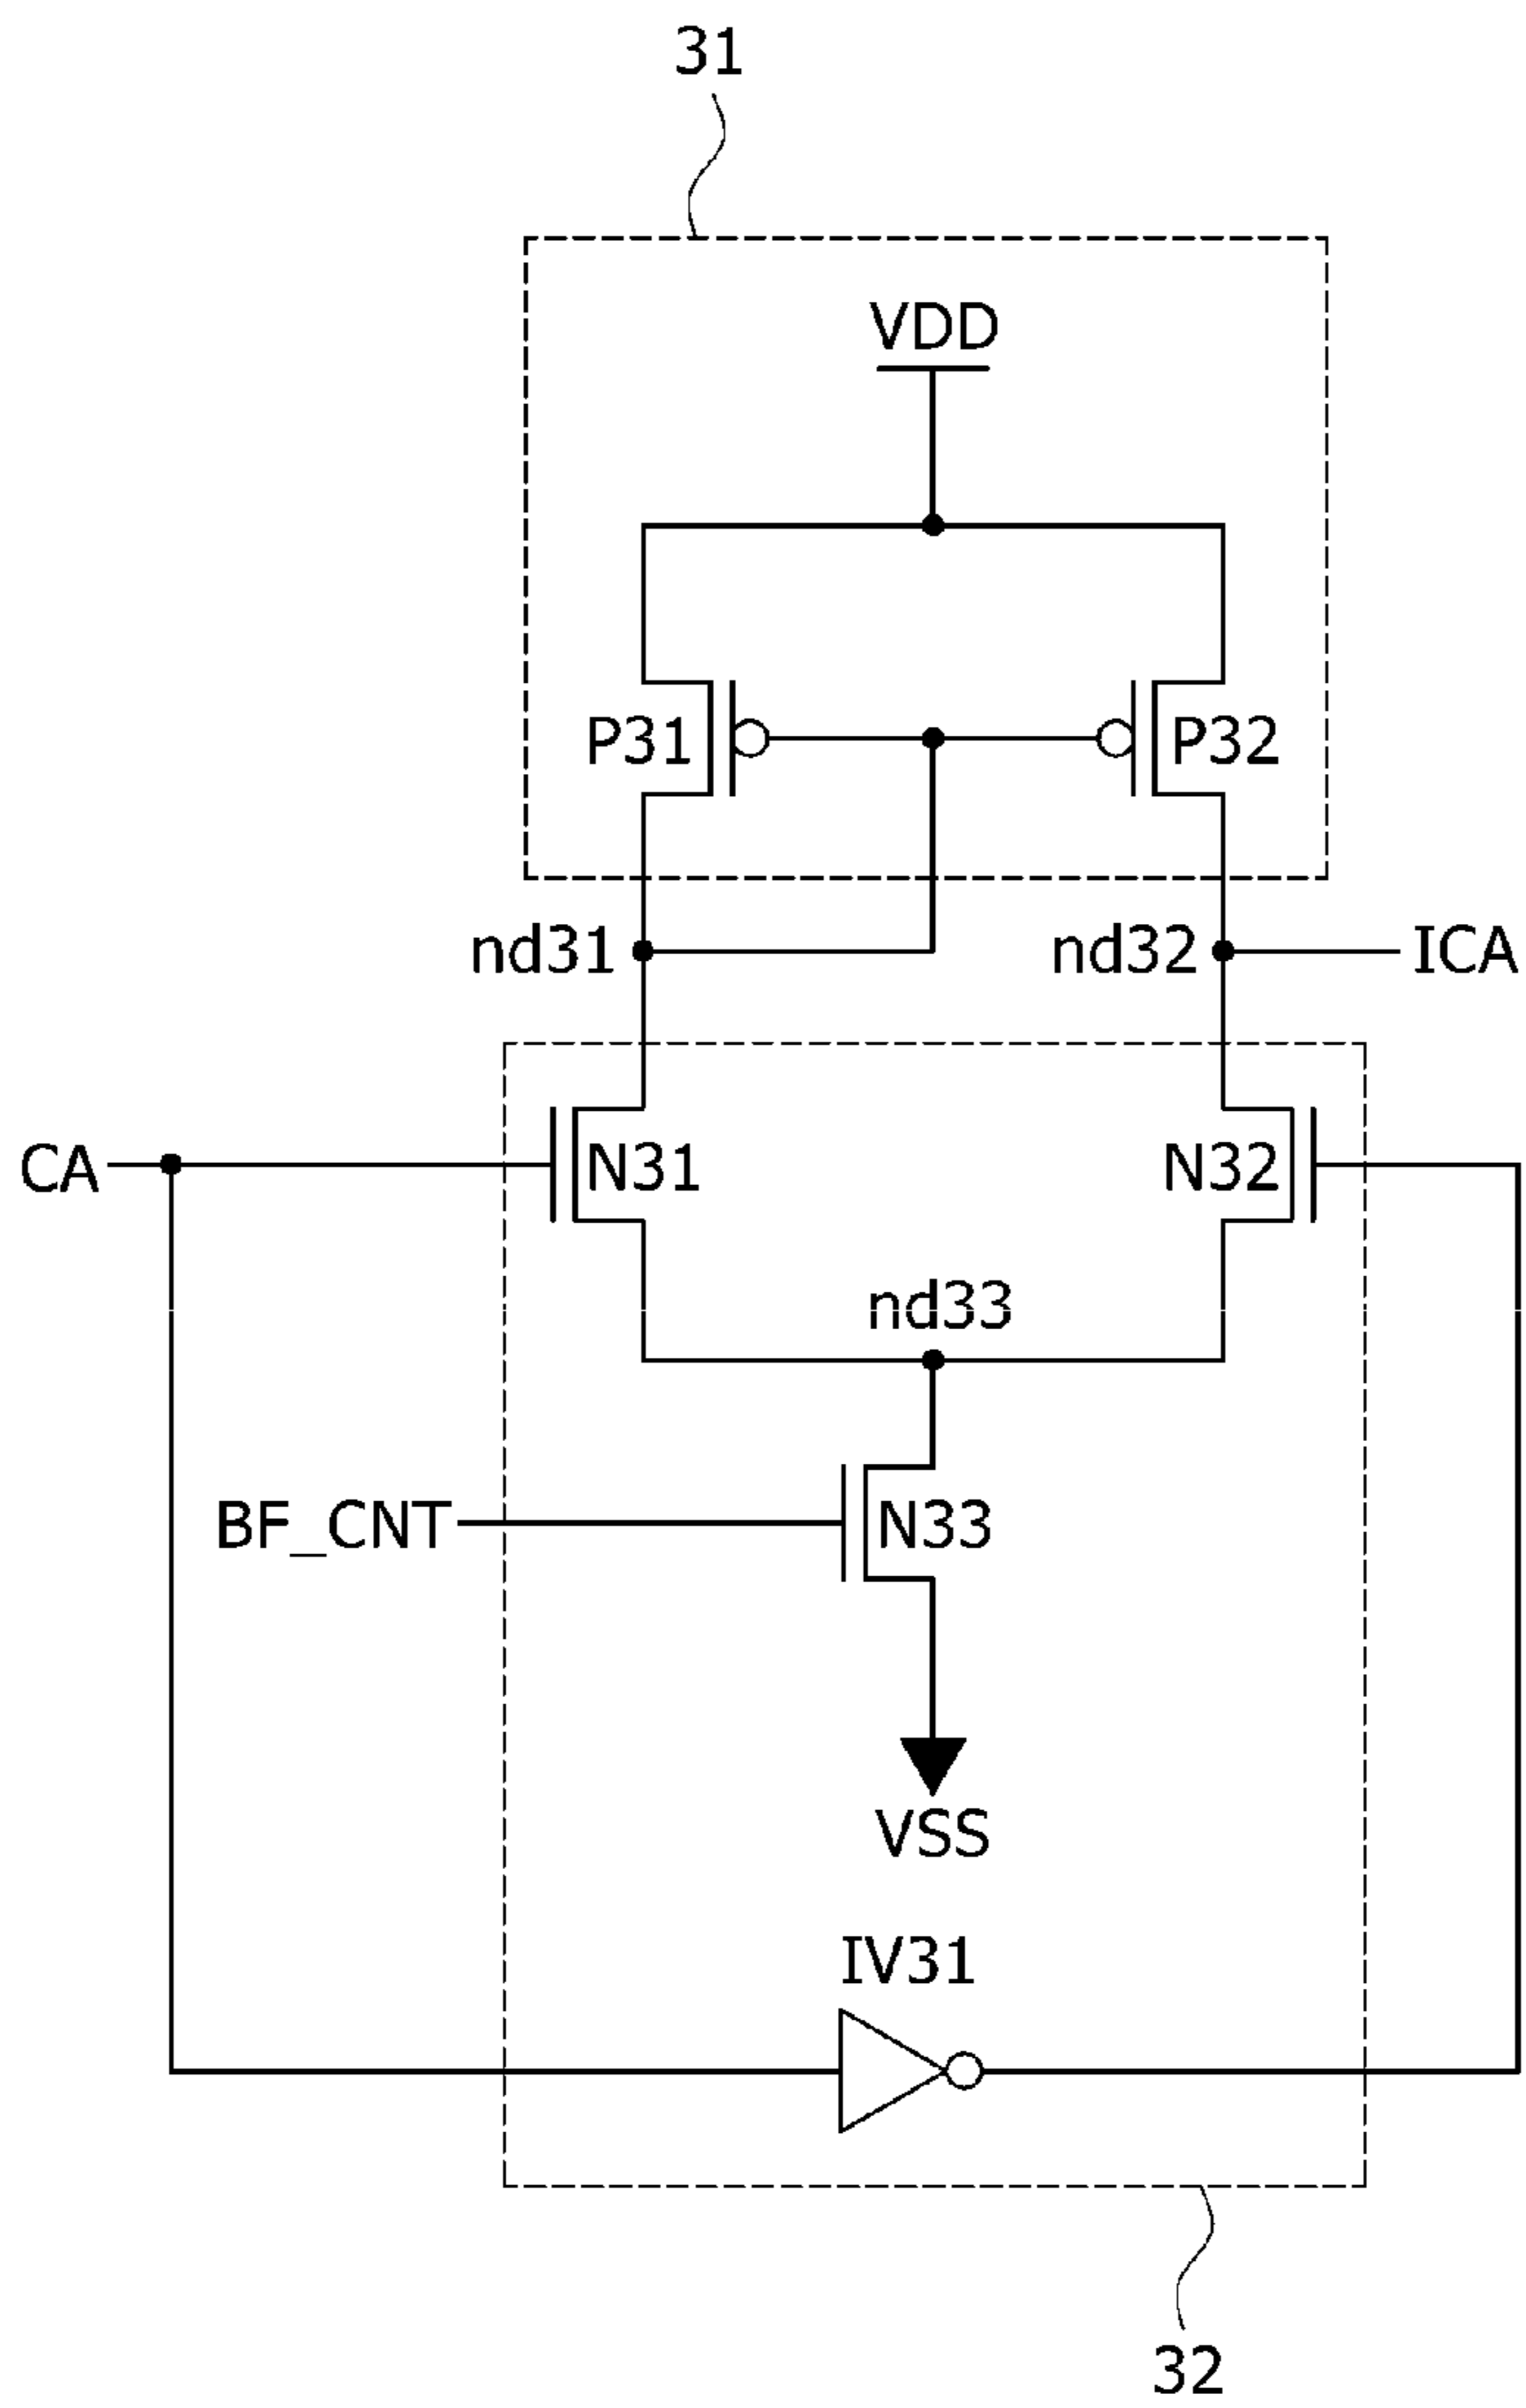 31
VDD
P31
P32
nd31
nd32
ICA
CA
N31
N32
nd33
BF_CNT
N33
VSS
IV31
32